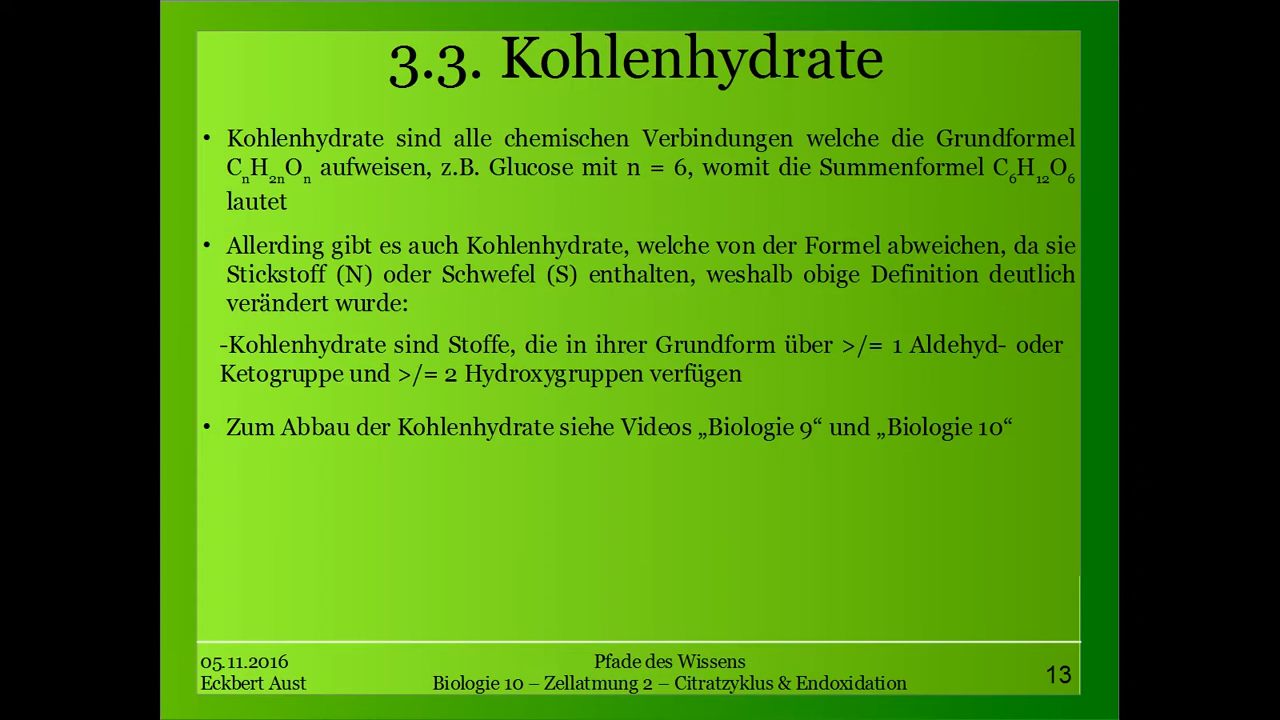 3.3. Kohlenhydrate
• Kohlenhydrate sind alle chemischen Verbindungen welche die Grundformel
CnH2nOn aufweisen, z.B. Glucose mit n = 6, womit die Summenformel C6H12O6
lautet
• Allerding gibt es auch Kohlenhydrate, welche von der Formel abweichen, da sie
Stickstoff (N) oder Schwefel (S) enthalten, weshalb obige Definition deutlich
verändert wurde:
-Kohlenhydrate sind Stoffe, die in ihrer Grundform über >/= 1 Aldehyd- oder
Ketogruppe und >/= 2 Hydroxygruppen verfügen
• Zum Abbau der Kohlenhydrate siehe Videos „Biologie 9“ und „Biologie 10“
05.11.2016
Eckbert Aust
Pfade des Wissens
Biologie 10 – Zellatmung 2 – Citratzyklus & Endoxidation
13